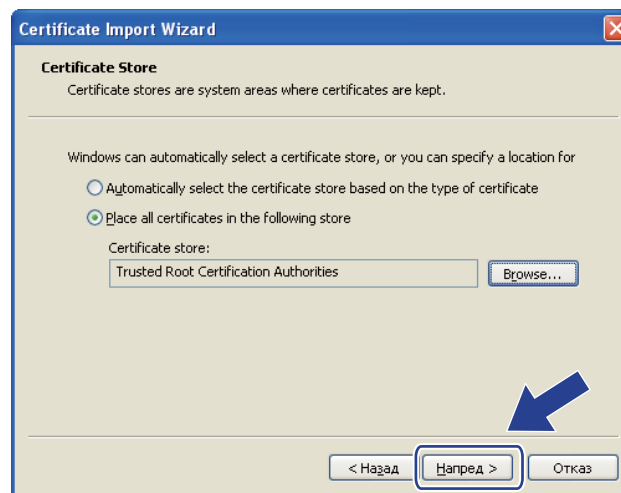 Certificate Import Wizard
Certificate Store
Certificate stores are system areas where certificates are kept.
Windows can automatically select a certificate store, or you can specify a location for
Automatically select the certificate store based on the type of certificate
Place all certificates in the following store
Certificate store:
Trusted Root Certification Authorities
Browse...
< Назад
Напред >
Отказ